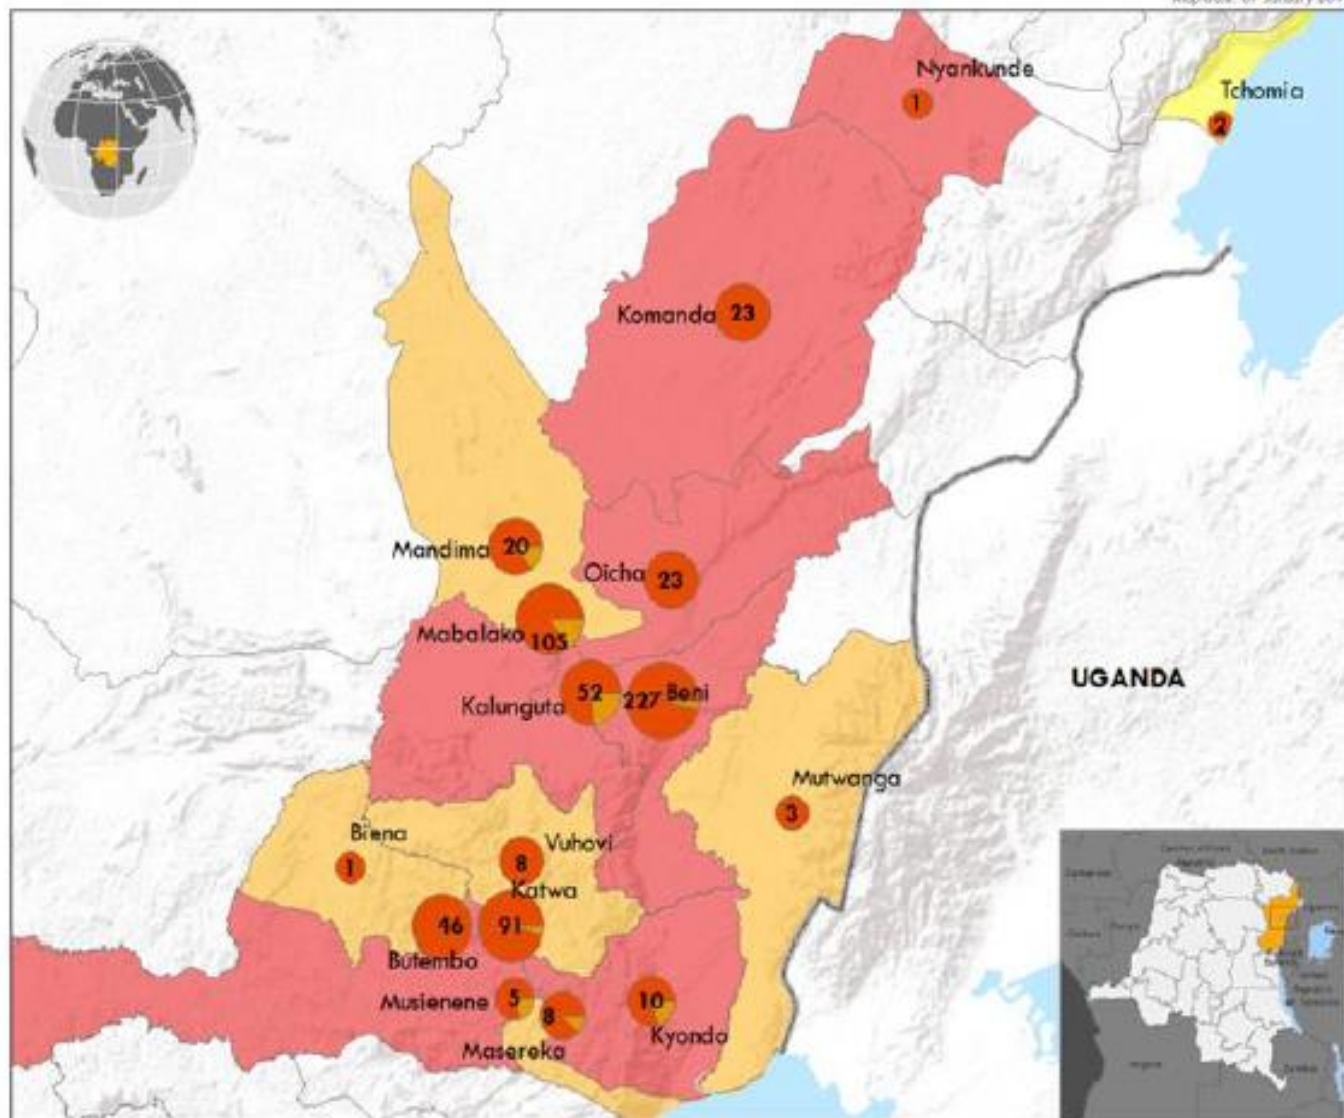 Nyankunde
1
Tchomia
2
Komanda
23
Mandima
20
Oicha
23
Mabalako
105
Kalunguta
52
227
Beni
UGANDA
Mutwanga
3
Biena
1
Vuhovi
8
Katwa
91
46
Butembo
Musienene
5
Masereka
8
10
Kyondo